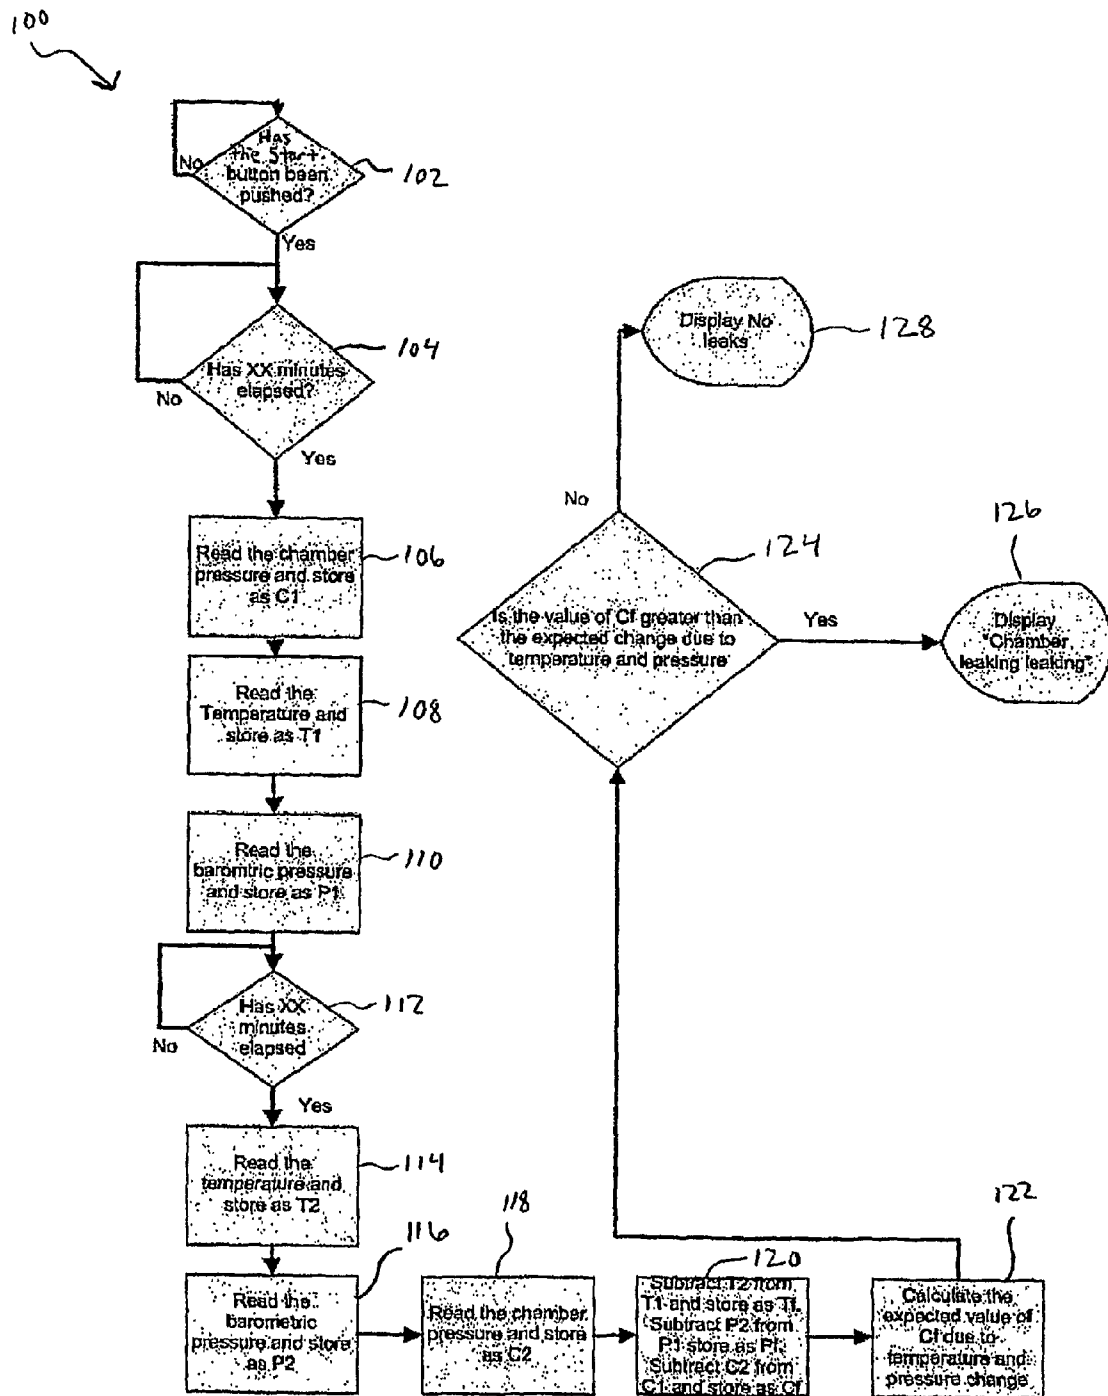 100
Has
the Start
button been
pushed?
No
102
Yes
104
Has XX minutes
elapsed?
No
Yes
Read the chamber
pressure and store
as C1
106
Read the
Temperature and
store as T1
108
Read the
baromtric pressure
and store as P1
110
Has XX
minutes
elapsed
112
No
Yes
Read the
temperature and
store as T2
114
Read the
barometric
pressure and store
as P2
116
Read the chamber
pressure and store
as C2
118
Subtract T2 from
T1 and store as Tf.
Subtract P2 from
P1 store as Pf.
Subtract C2 from
C1 and store as Cf
120
Calculate the
expected value of
Cf due to
temperature and
pressure change
122
Is the value of Cf greater than
the expected change due to
temperature and pressure
124
No
Yes
Display
"Chamber
leaking leaking"
126
Display No
leaks
128